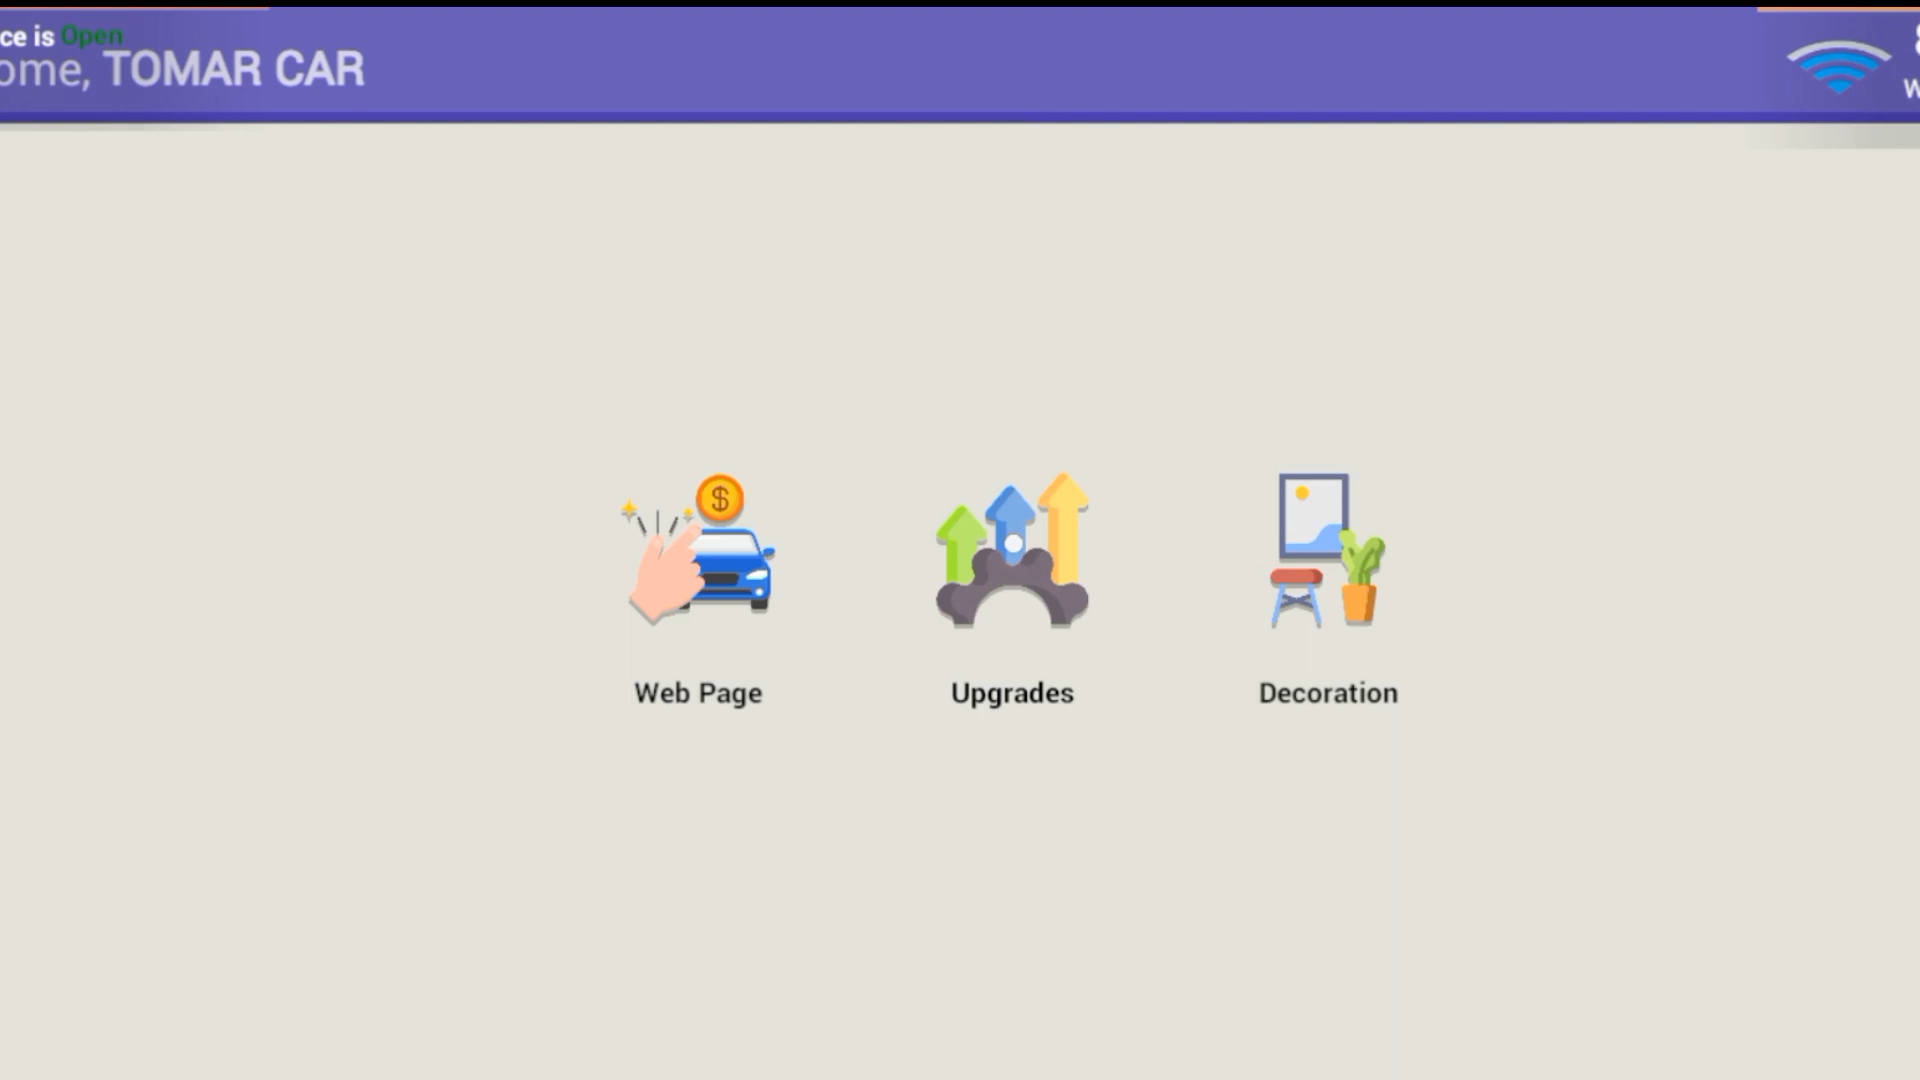 ce is Open
ome, TOMAR CAR
W
$
Web Page
Upgrades
Decoration